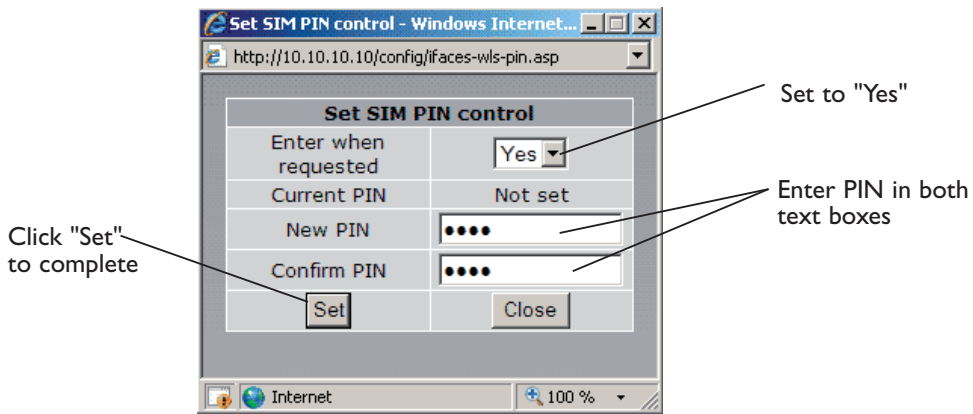 Set SIM PIN control - Windows Internet...
http://10.10.10.10/config/ifaces-wls-pin.asp
Set SIM PIN control
Enter when
requested
Yes
Current PIN
Not set
New PIN
••••
Confirm PIN
••••
Set
Close
Internet
100 %
Set to "Yes"
Enter PIN in both
text boxes
Click "Set"
to complete